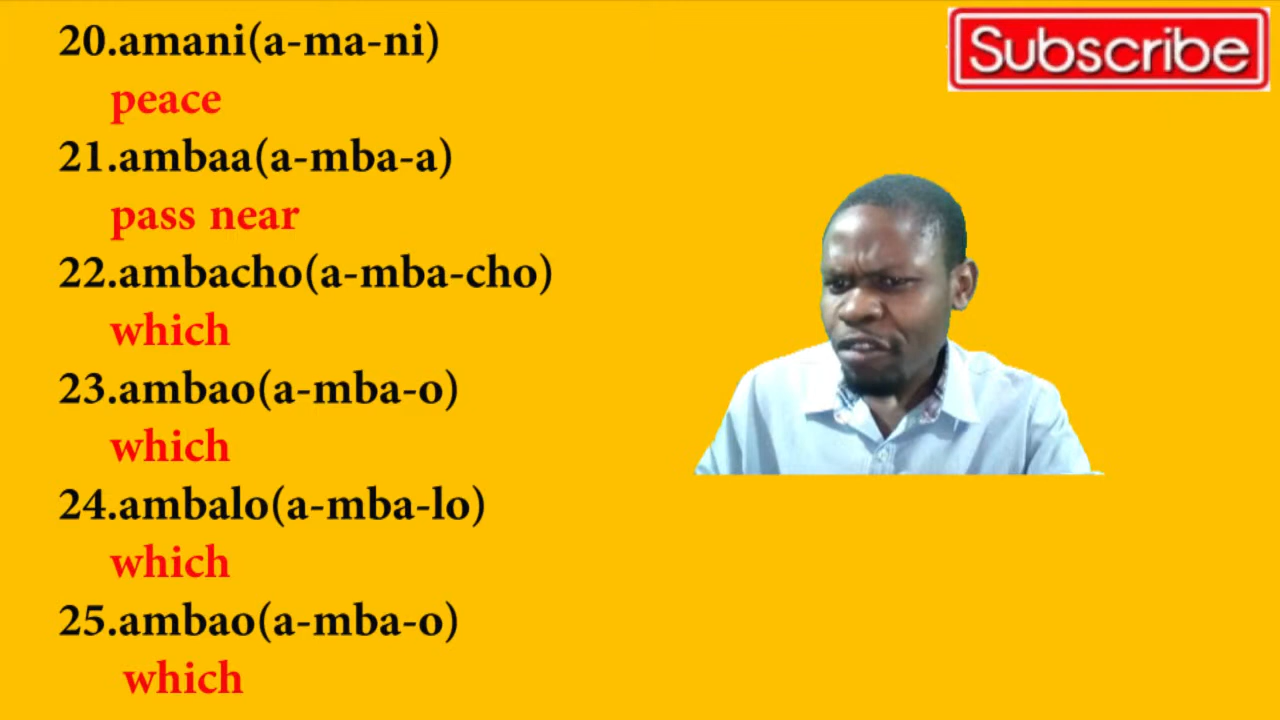 20.amani(a-ma-ni)
peace
21.ambaa(a-mba-a)
pass near
22.ambacho(a-mba-cho)
which
23.ambao(a-mba-o)
which
24.ambalo(a-mba-lo)
which
25.ambao(a-mba-o)
which
Subscribe